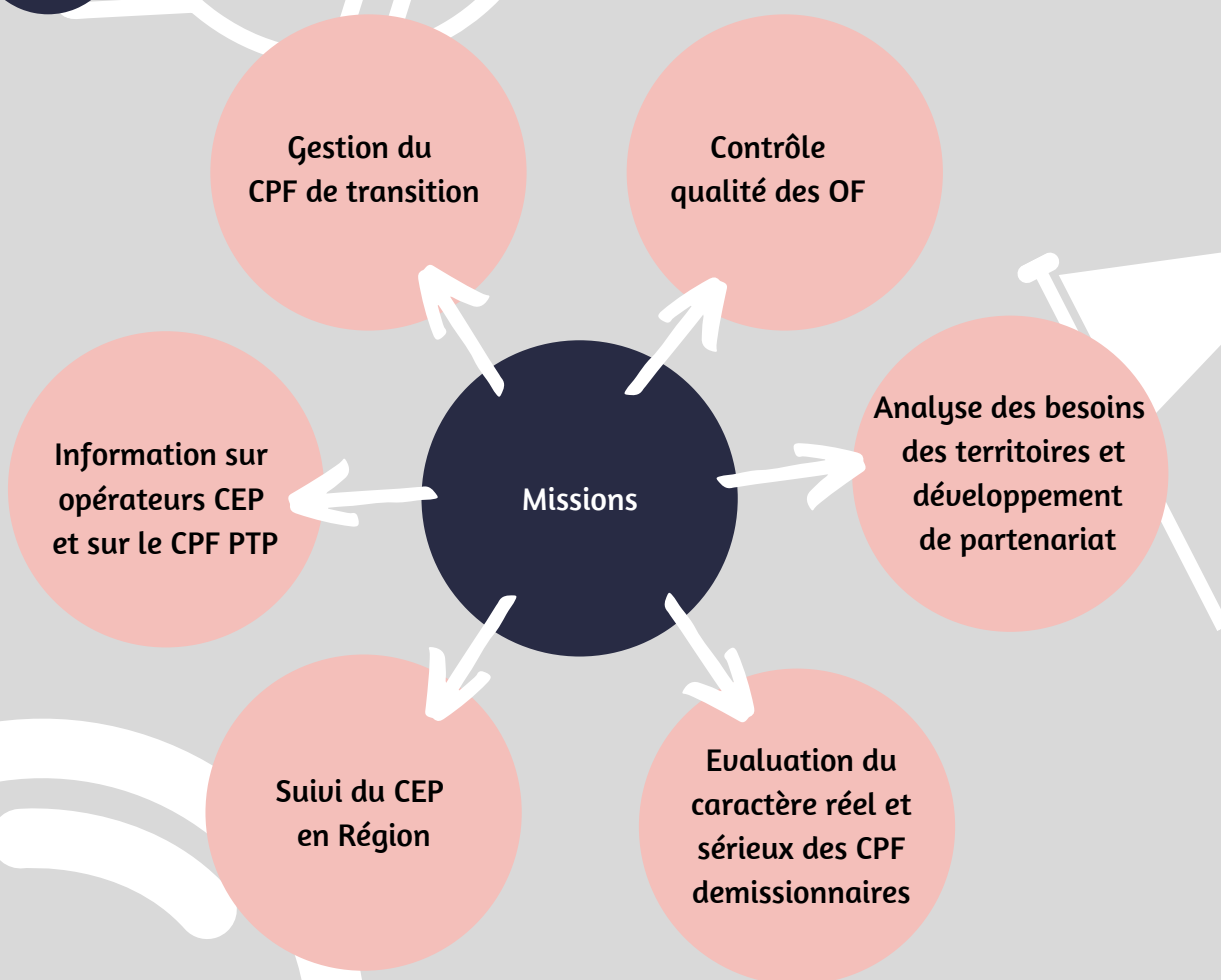 Gestion du
CPF de transition
Contrôle
qualité des OF
Information sur
opérateurs CEP
et sur le CPF PTP
Missions
Analyse des besoins
des territoires et
développement
de partenariat
Suivi du CEP
en Région
Evaluation du
caractère réel et
sérieux des CPF
demissionnaires